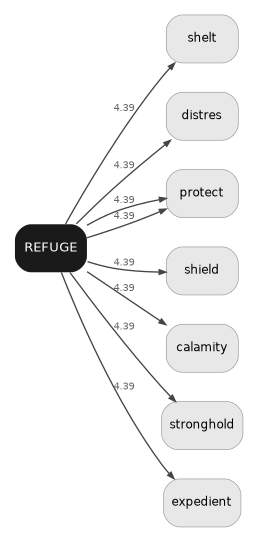 shelt
4.39
distres
4.39
protect
4.39
4.39
REFUGE
4.39
shield
4.39
calamity
4.39
stronghold
4.39
expedient